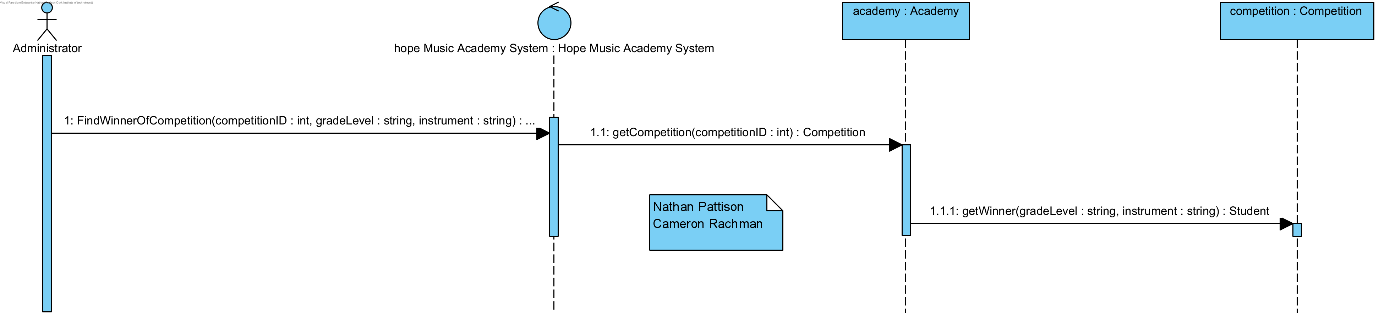 Administrator
hope Music Academy System : Hope Music Academy System
academy : Academy
competition : Competition
1: FindWinnerOfCompetition(competitionID : int, gradeLevel : string, instrument : string) : ...
1.1: getCompetition(competitionID : int) : Competition
Nathan Pattison
Cameron Rachman
1.1.1: getWinner(gradeLevel : string, instrument : string) : Student